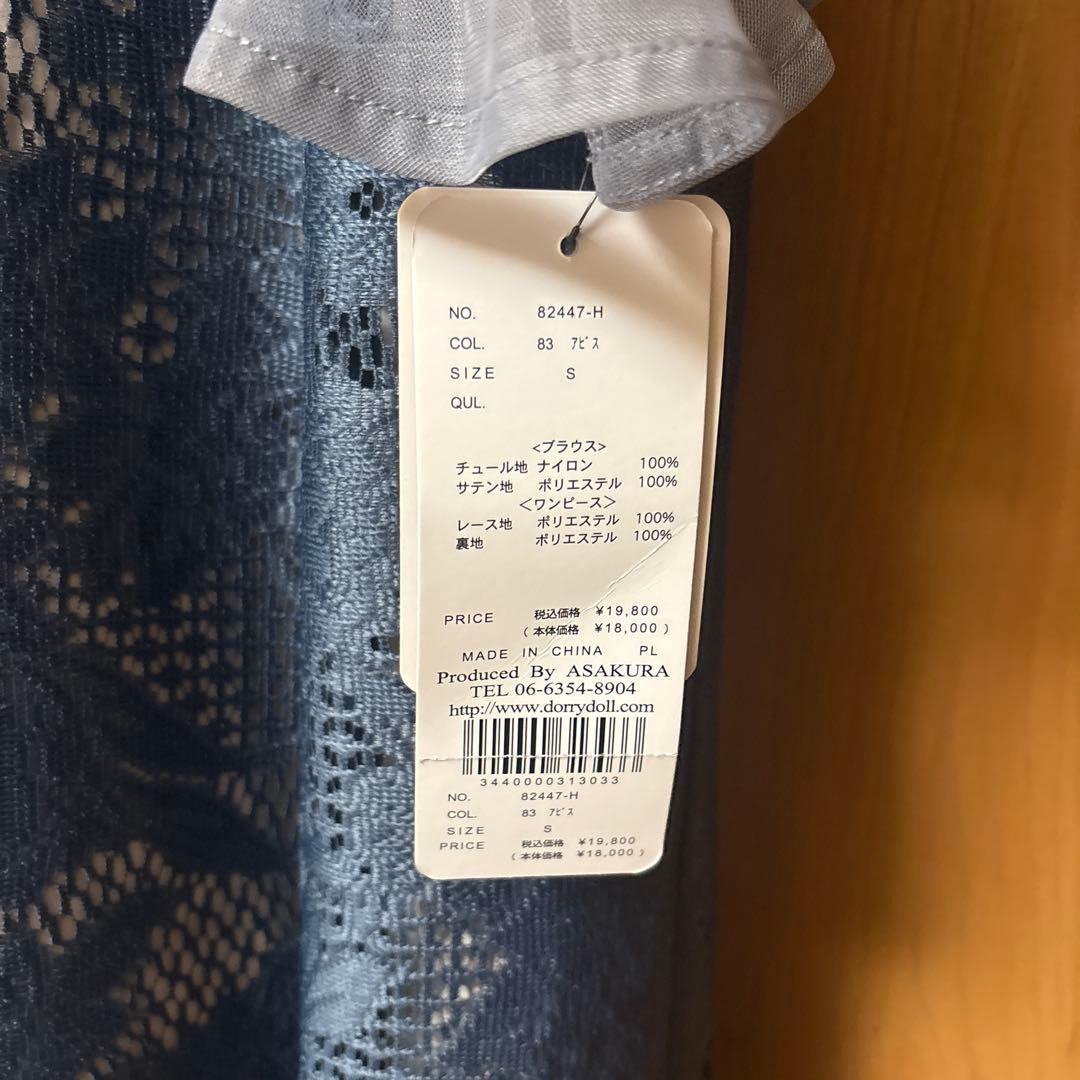 NO. 82447-H
COL. 83 ｱﾋﾞｽ
SIZE S
QUL.
<ブラウス>
チュール地 ナイロン 100%
サテン地 ポリエステル 100%
<ワンピース>
レース地 ポリエステル 100%
裏地 ポリエステル 100%
PRICE 税込価格 ¥19,800
(本体価格 ¥18,000)
MADE IN CHINA PL
Produced By ASAKURA
TEL 06-6354-8904
http://www.dorrydoll.com
3440000313033
NO. 82447-H
COL. 83 ｱﾋﾞｽ
SIZE S
PRICE 税込価格 ¥19,800
(本体価格 ¥18,000)